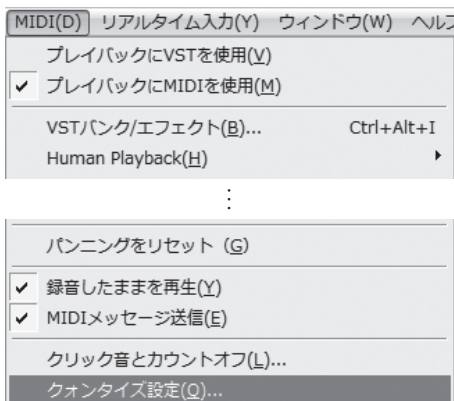 MIDI(D) リアルタイム入力(Y) ウィンドウ(W) ヘル
プレイバックにVSTを使用(V)
プレイバックにMIDIを使用(M)
VSTバンク/エフェクト(B)... Ctrl+Alt+I
Human Playback(H)
パンニングをリセット (G)
録音したままを再生(Y)
MIDIメッセージ送信(E)
クリック音とカウントオフ(L)...
クォンタイズ設定(Q)...